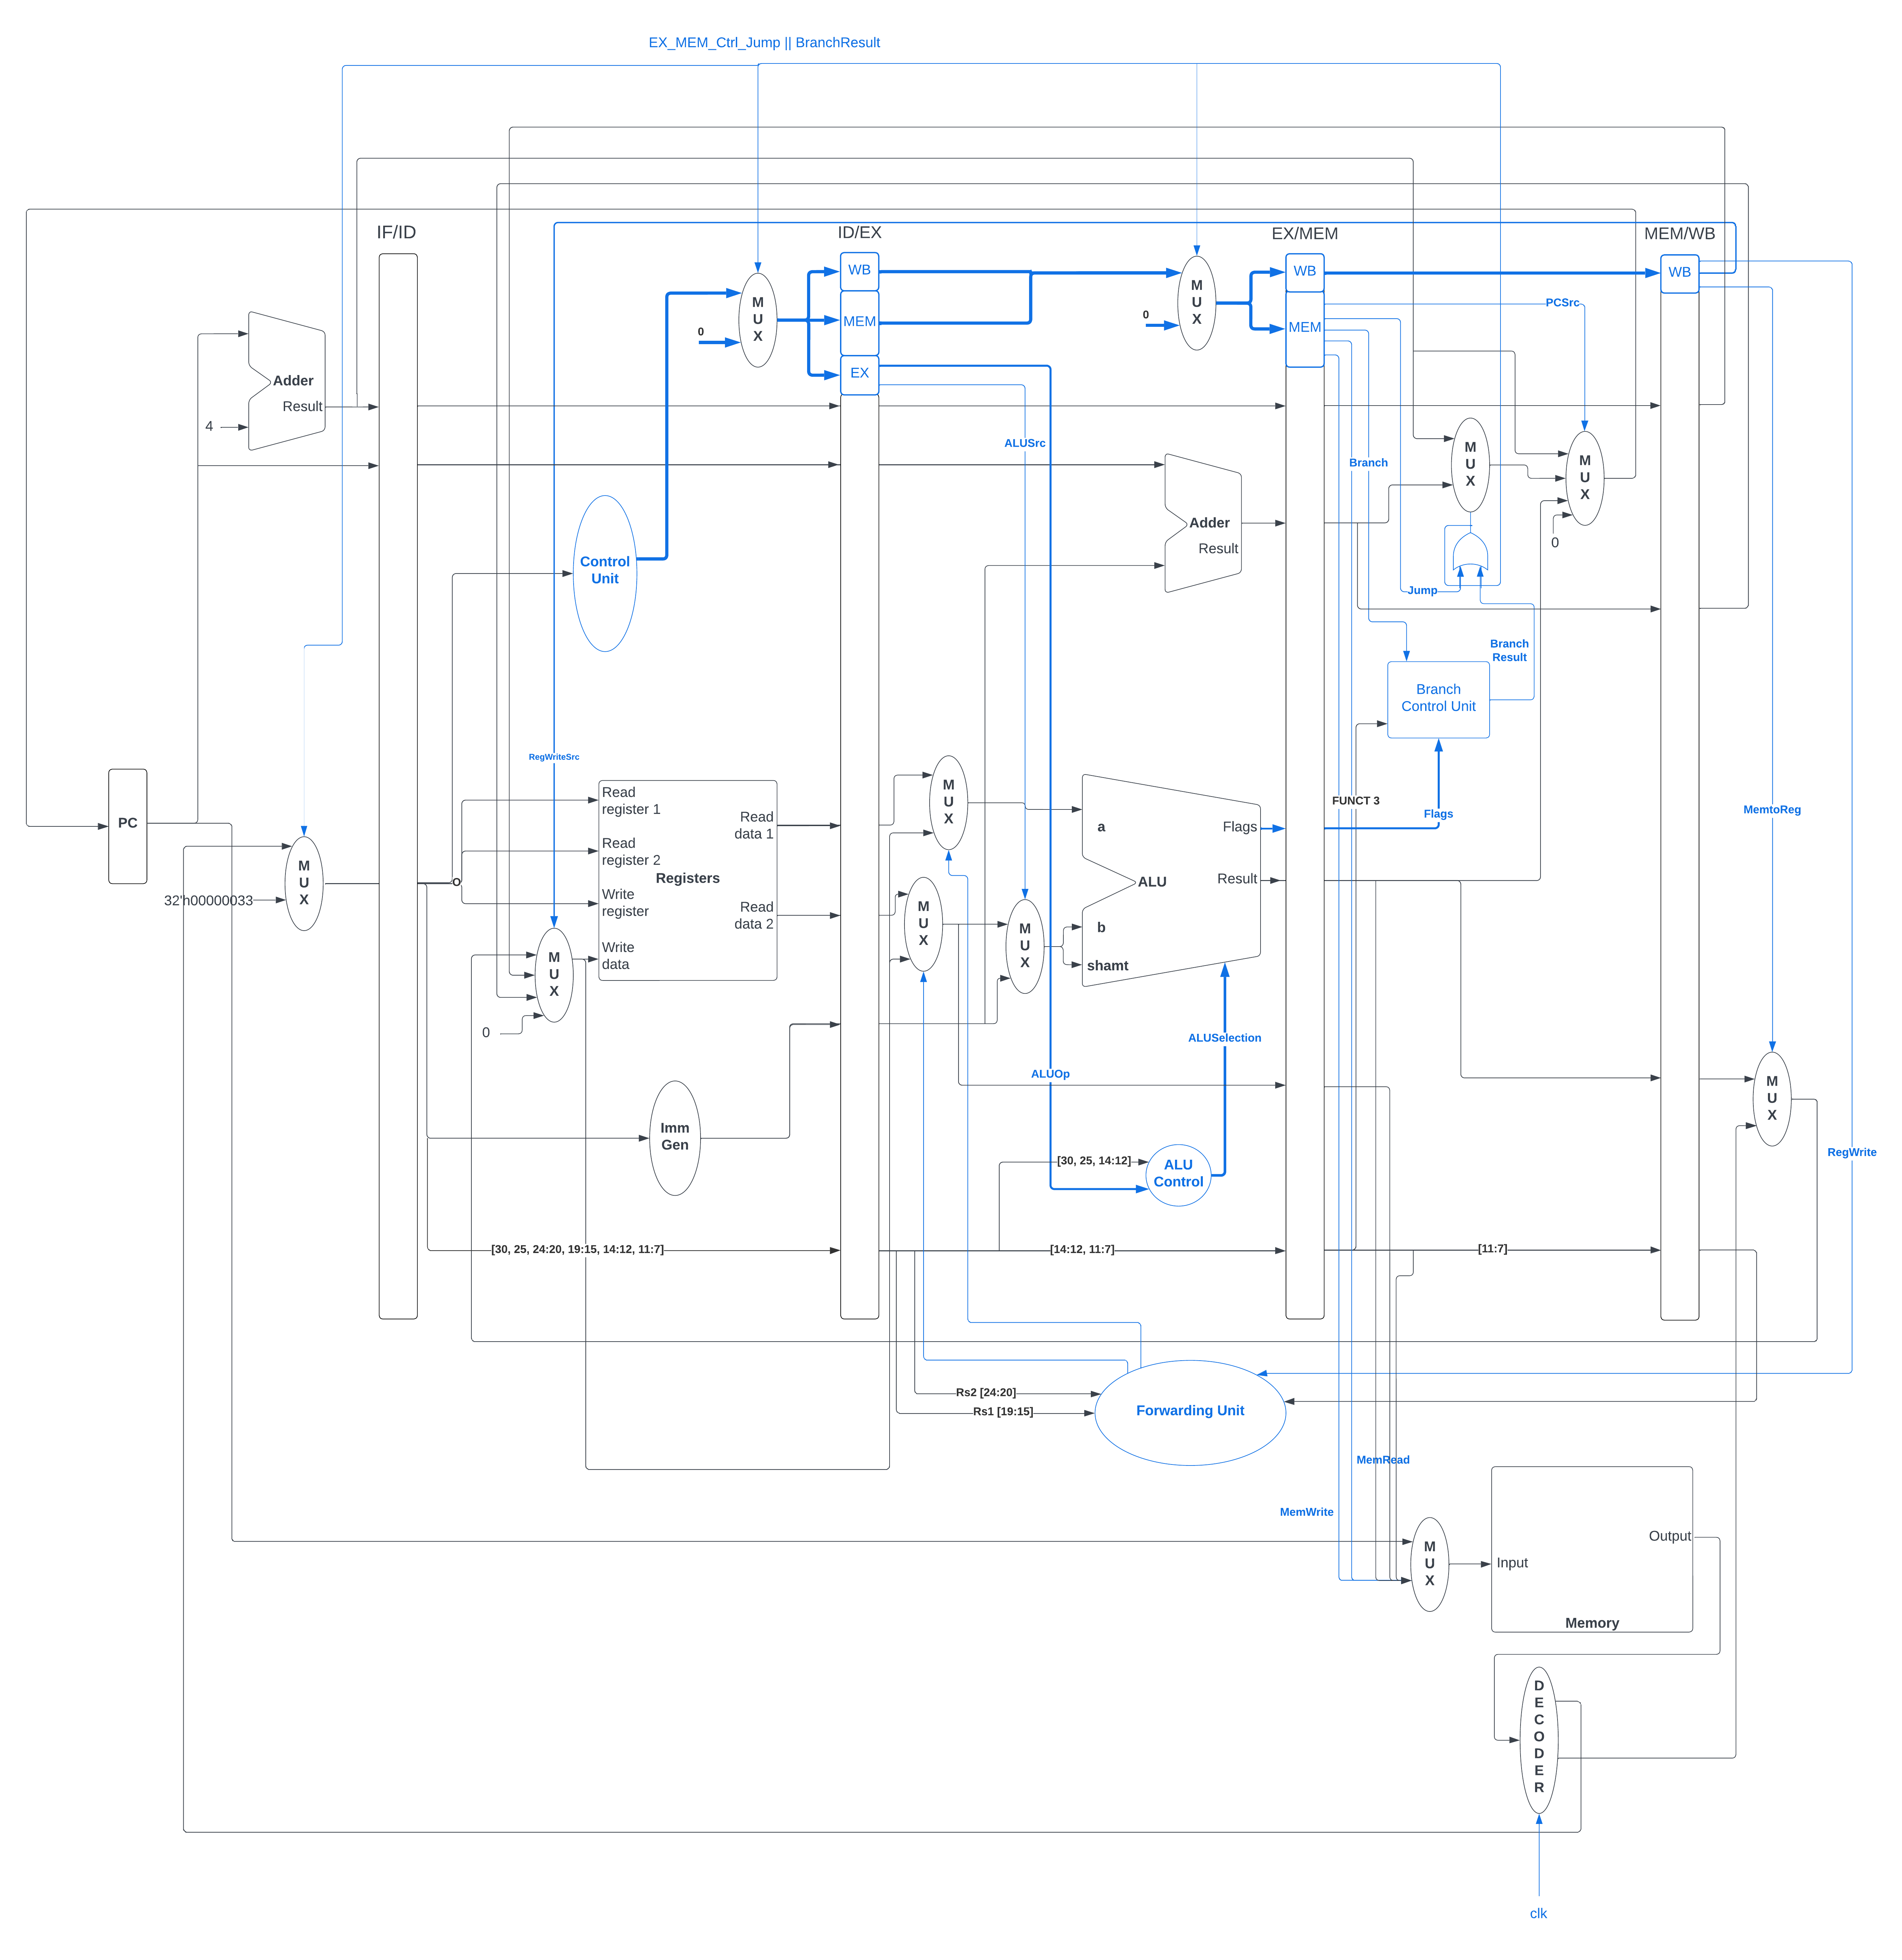 EX_MEM_Ctrl_Jump || BranchResult
IF/ID
ID/EX
EX/MEM
MEM/WB
WB
MEM
EX
WB
MEM
WB
M
U
X
0
M
U
X
0
PCSrc
Adder
Result
4
ALUSrc
Branch
M
U
X
M
U
X
0
Adder
Result
Control
Unit
Jump
Branch
Result
Branch
Control Unit
RegWriteSrc
PC
M
U
X
32'h00000033
Read
register 1
Read
register 2
Write
register
Write
data
Registers
Read
data 1
Read
data 2
M
U
X
M
U
X
M
U
X
a
b
shamt
ALU
Flags
Result
FUNCT 3
Flags
MemtoReg
O
M
U
X
0
ALUSelection
ALUOp
Imm
Gen
[30, 25, 14:12]
ALU
Control
M
U
X
RegWrite
[30, 25, 24:20, 19:15, 14:12, 11:7]
[14:12, 11:7]
[11:7]
Rs2 [24:20]
Rs1 [19:15]
Forwarding Unit
MemRead
MemWrite
M
U
X
Input
Output
Memory
D
E
C
O
D
E
R
clk